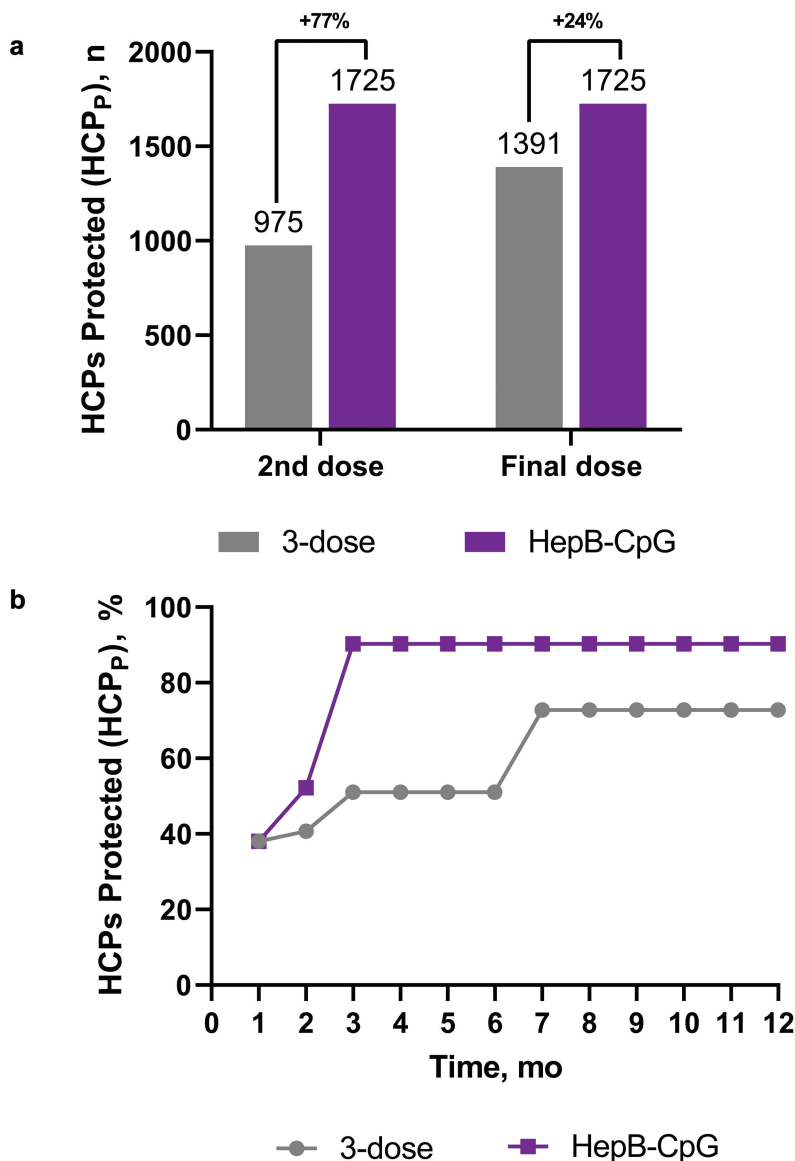 a
HCPs Protected (HCPP), n
+77%
+24%
2000
1500
1000
500
0
975
1725
1391
1725
2nd dose
Final dose
3-dose
HepB-CpG
b
HCPs Protected (HCPP), %
100
80
60
40
20
0
0 1 2 3 4 5 6 7 8 9 10 11 12
Time, mo
3-dose
HepB-CpG